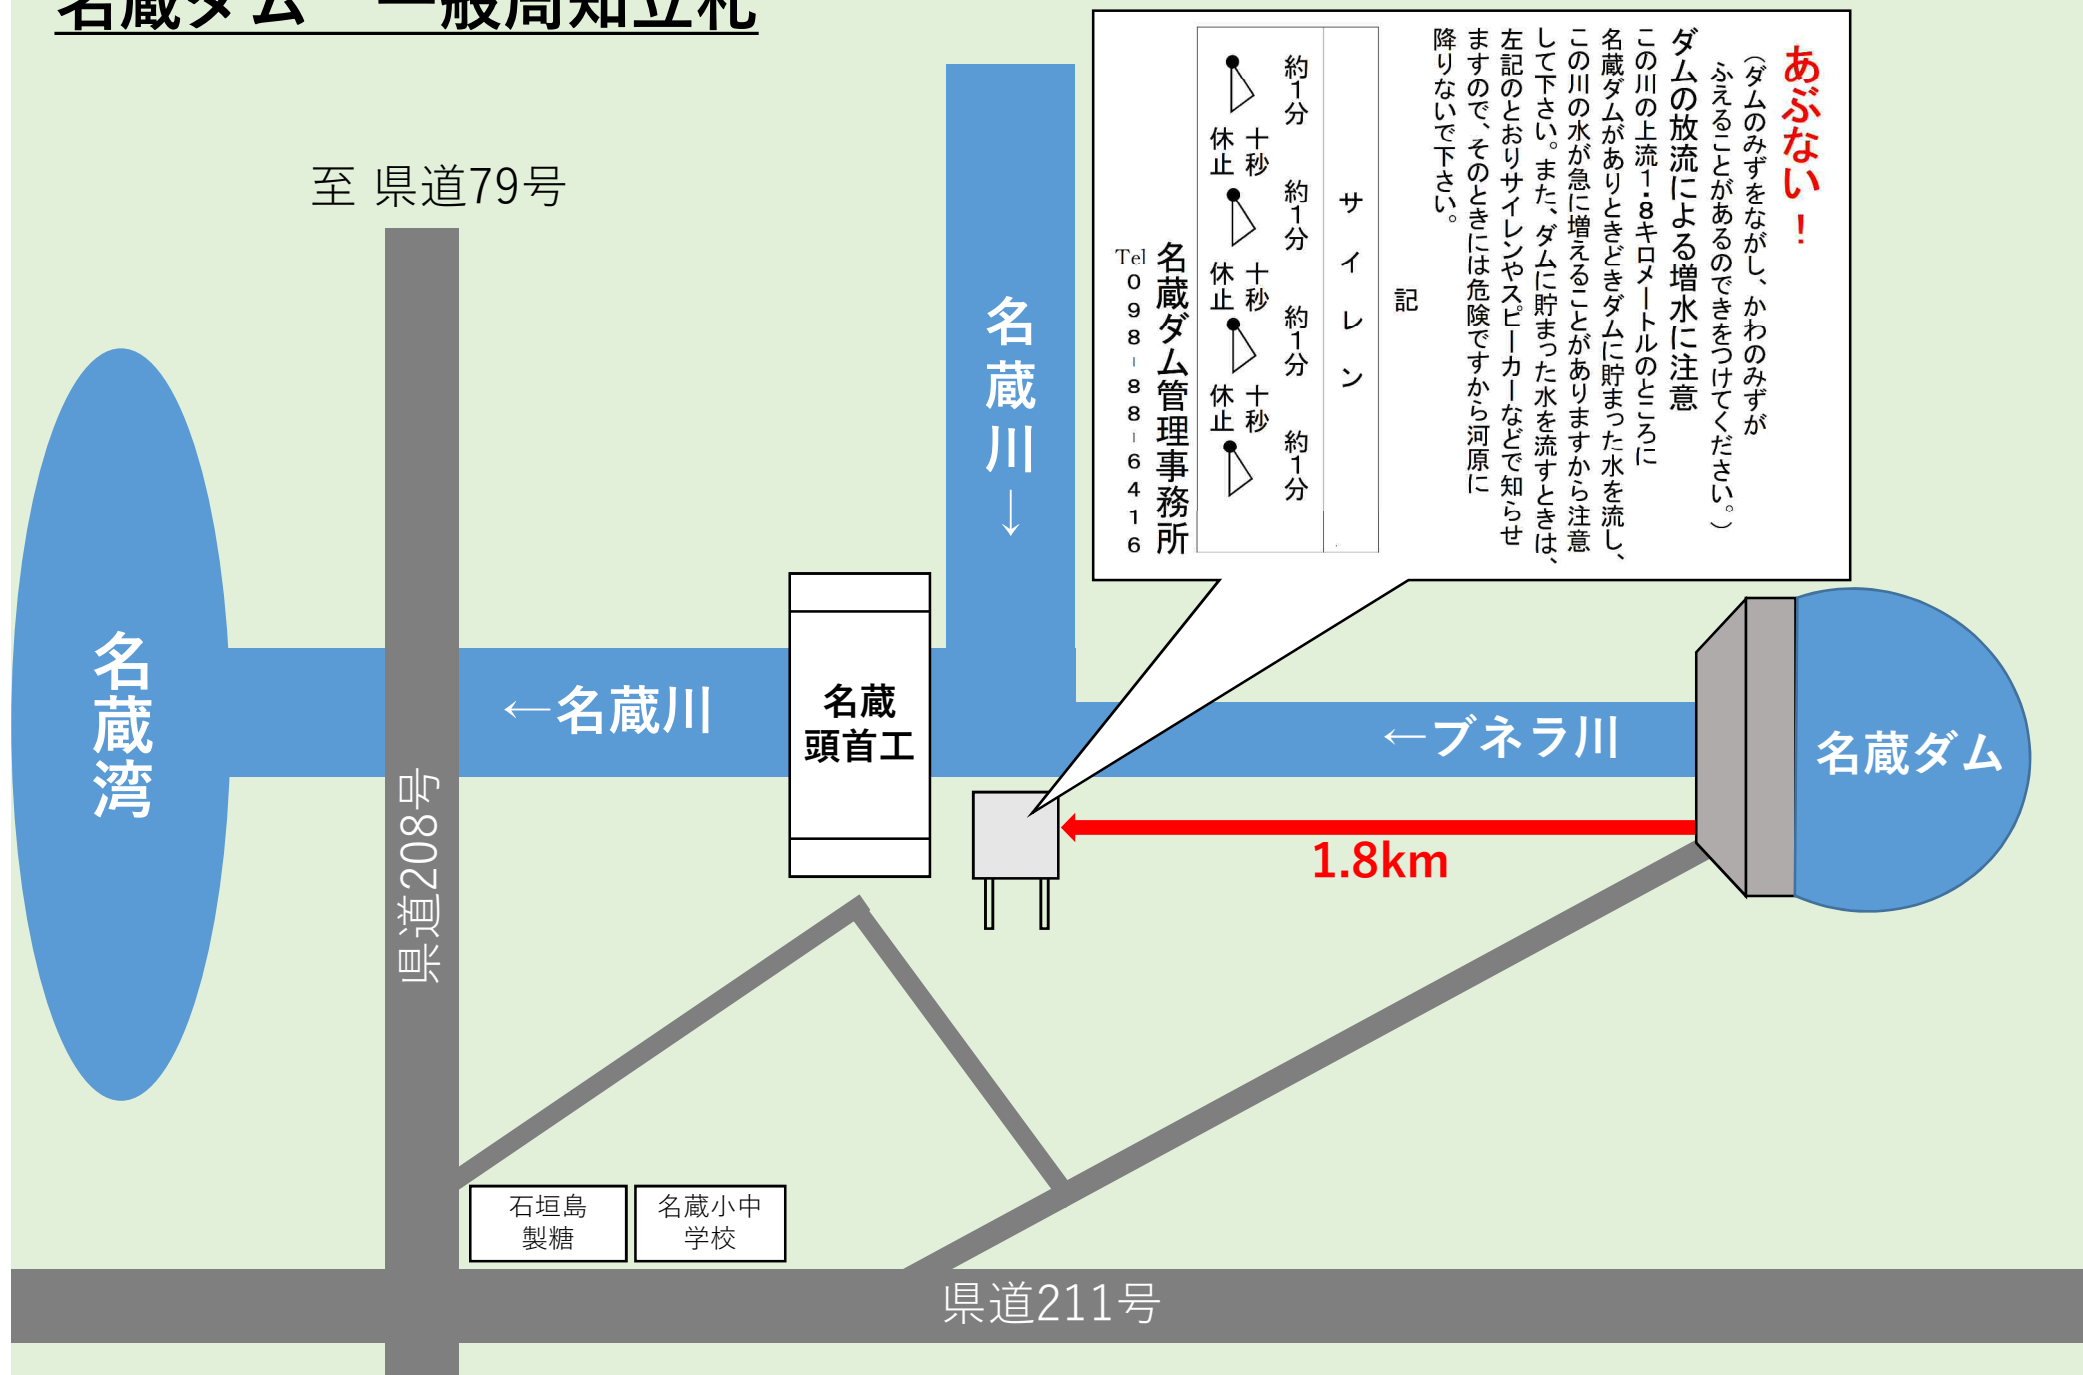 名蔵ダム 一般周知立札
あぶない！
（ダムのみずをながし、かわのみずが
ふえることがあるのできをつけてください。）
ダムの放流による増水に注意
この川の上流1.8キロメートルのところに
名蔵ダムがありときどきダムに貯まった水を流し、
この川の水が急に増えることがありますから注意
して下さい。また、ダムに貯まった水を流すときは、
左記のとおりサイレンやスピーカーなどで知らせ
ますので、そのときには危険ですから河原に
降りないで下さい。
記
サイレン
約1分
十秒
休止
約1分
十秒
休止
約1分
十秒
休止
約1分
名蔵ダム管理事務所
Tel 098-88-6416
至 県道79号
名蔵川→
名蔵湾
←名蔵川
名蔵
頭首工
←ブネラ川
名蔵ダム
1.8km
県道208号
石垣島
製糖
名蔵小中
学校
県道211号